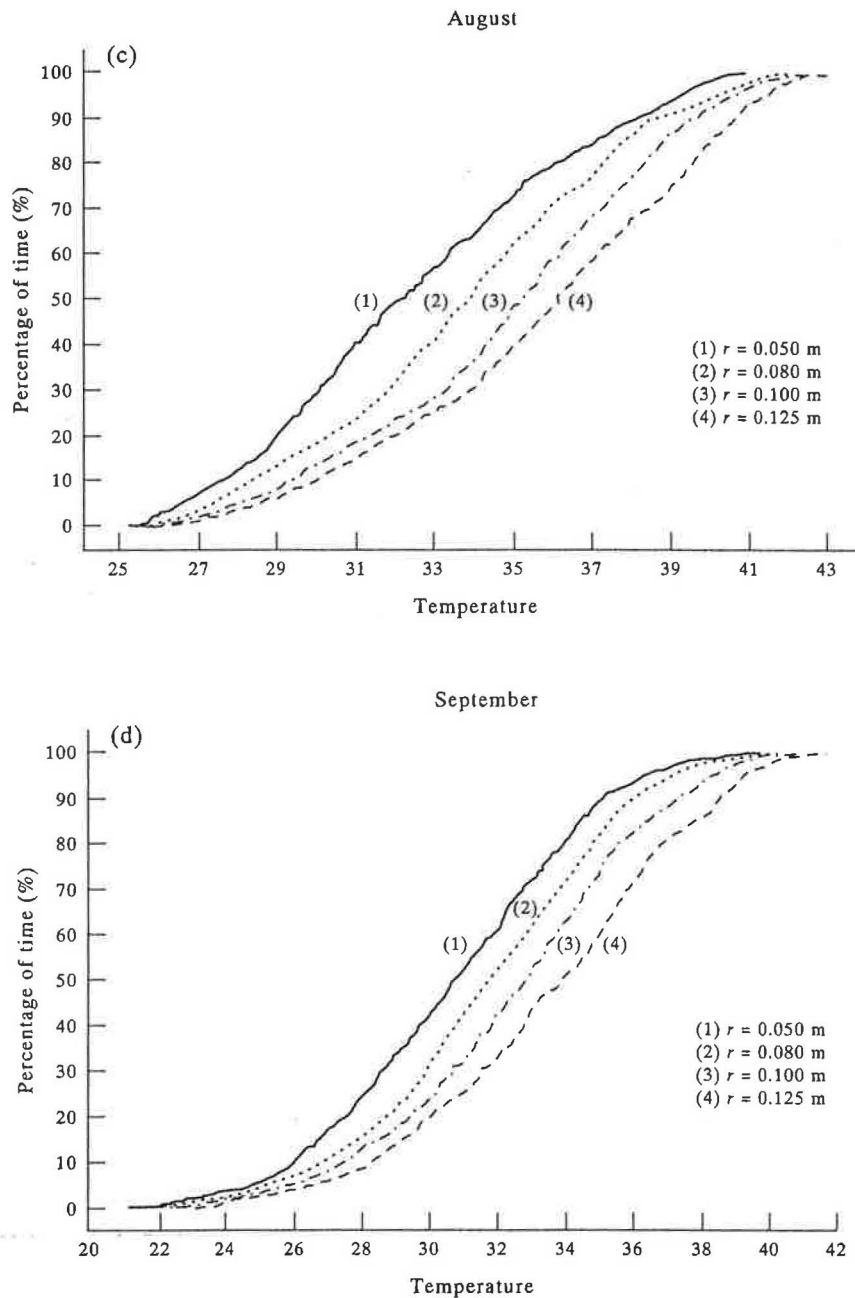 August
(c)
100
90
80
70
60
50
40
30
20
10
0
Percentage of time (%)
(1)
(2)
(3)
(4)
(1) r = 0.050 m
(2) r = 0.080 m
(3) r = 0.100 m
(4) r = 0.125 m
25 27 29 31 33 35 37 39 41 43
Temperature
September
(d)
100
90
80
70
60
50
40
30
20
10
0
Percentage of time (%)
(1)
(2)
(3)
(4)
(1) r = 0.050 m
(2) r = 0.080 m
(3) r = 0.100 m
(4) r = 0.125 m
20 22 24 26 28 30 32 34 36 38 40 42
Temperature